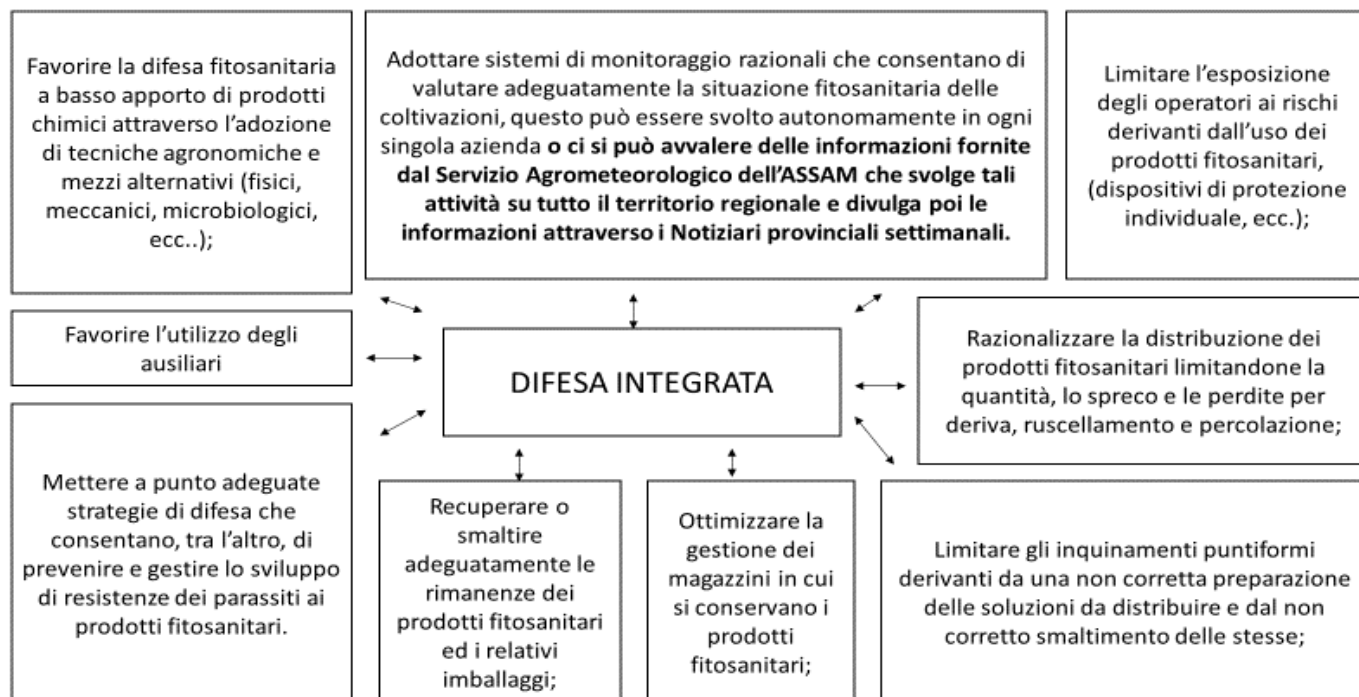 Favorire la difesa fitosanitaria
a basso apporto di prodotti
chimici attraverso l'adozione
di tecniche agronomiche e
mezzi alternativi (fisici,
meccanici, microbiologici,
ecc..);
Adottare sistemi di monitoraggio razionali che consentano di
valutare adeguatamente la situazione fitosanitaria delle
coltivazioni, questo può essere svolto autonomamente in ogni
singola azienda o ci si può avvalere delle informazioni fornite
dal Servizio Agrometeorologico dell'ASSAM che svolge tali
attività su tutto il territorio regionale e divulga poi le
informazioni attraverso i Notiziari provinciali settimanali.
Limitare l'esposizione
degli operatori ai rischi
derivanti dall'uso dei
prodotti fitosanitari,
(dispositivi di protezione
individuale, ecc.);
Favorire l'utilizzo degli
ausiliari
DIFESA INTEGRATA
Razionalizzare la distribuzione dei
prodotti fitosanitari limitandone la
quantità, lo spreco e le perdite per
deriva, ruscellamento e percolazione;
Mettere a punto adeguate
strategie di difesa che
consentano, tra l'altro, di
prevenire e gestire lo sviluppo
di resistenze dei parassiti ai
prodotti fitosanitari.
Recuperare o
smaltire
adeguatamente le
rimanenze dei
prodotti fitosanitari
ed i relativi
imballaggi;
Ottimizzare la
gestione dei
magazzini in cui
si conservano i
prodotti
fitosanitari;
Limitare gli inquinamenti puntiformi
derivanti da una non corretta preparazione
delle soluzioni da distribuire e dal non
corretto smaltimento delle stesse;